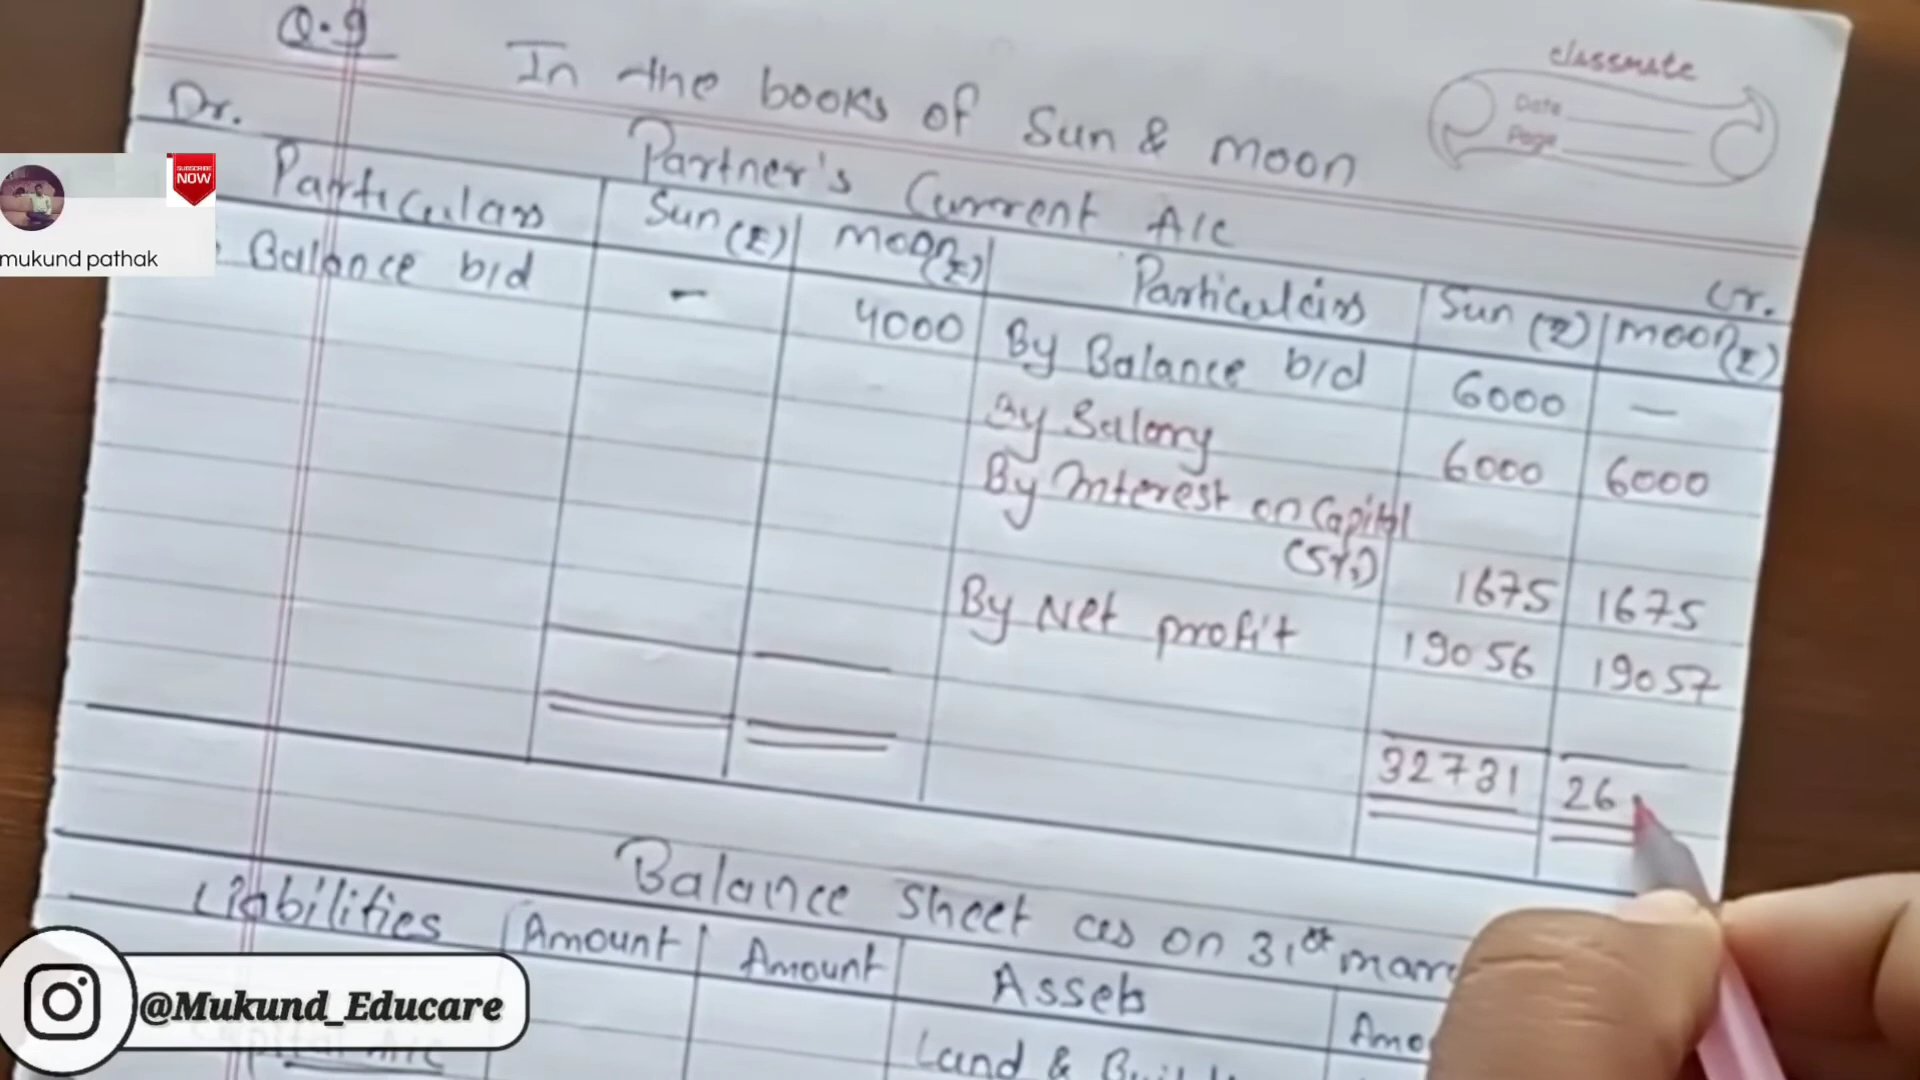 Q.9
classmate
Date
Page
In the books of Sun & moon
Dr. Partner's Current A/c Cr.
Particulars Sun(₹) moon(₹) Particulars Sun(₹) moon(₹)
Balance b/d - 4000 By Balance b/d 6000 —
By Salary 6000 6000
By Interest on Capital
(5%) 1675 1675
By Net profit 19056 19057
32731 26
Balance sheet as on 31st
Liabilities Amount Amount Assets
Land &
SUBSCRIBE
NOW
mukund pathak
@Mukund_Educare